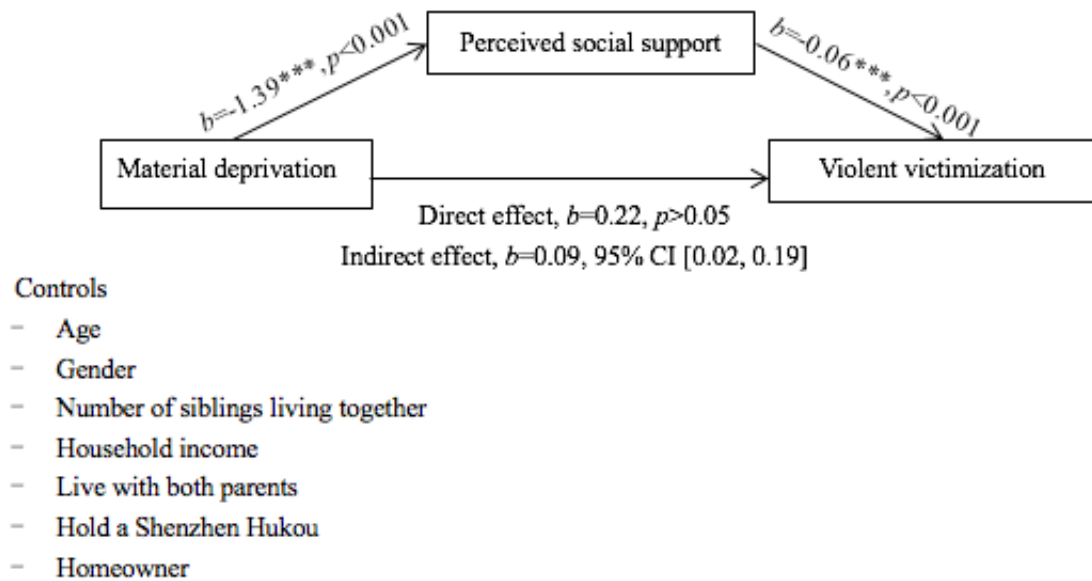 b=-1.39***,p<0.001
Perceived social support
b=-0.06***,p<0.001
Material deprivation
Violent victimization
Direct effect, b=0.22, p>0.05
Indirect effect, b=0.09, 95% CI [0.02, 0.19]
Controls
− Age
− Gender
− Number of siblings living together
− Household income
− Live with both parents
− Hold a Shenzhen Hukou
− Homeowner